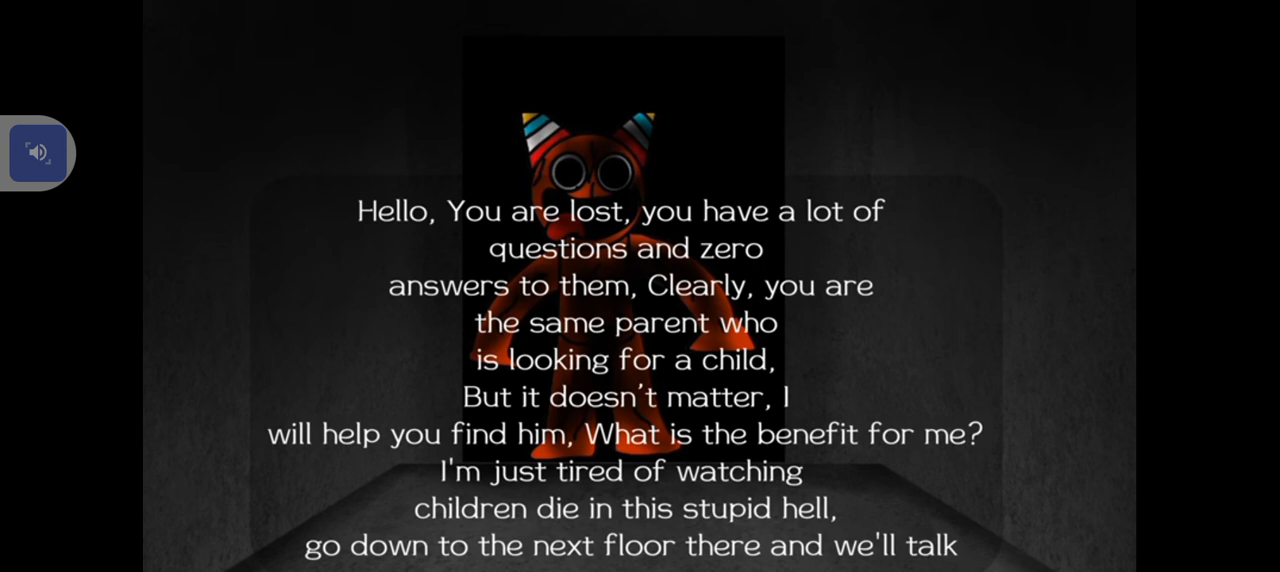 Hello, You are lost, you have a lot of
questions and zero
answers to them, Clearly, you are
the same parent who
is looking for a child,
But it doesn't matter, I
will help you find him, What is the benefit for me?
I'm just tired of watching
children die in this stupid hell,
go down to the next floor there and we'll talk